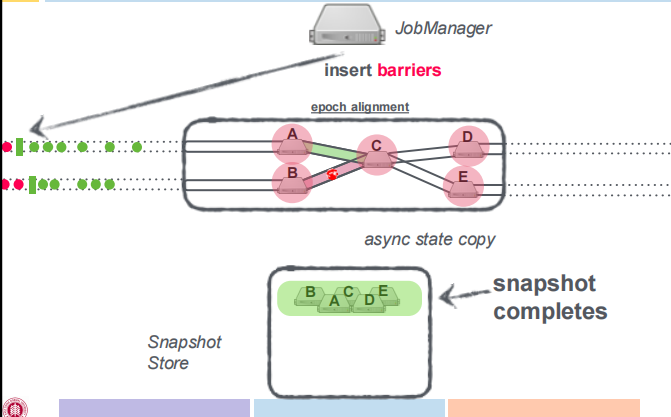 JobManager
insert barriers
epoch alignment
A
D
C
B
E
async state copy
B C E
A D
snapshot
completes
Snapshot
Store